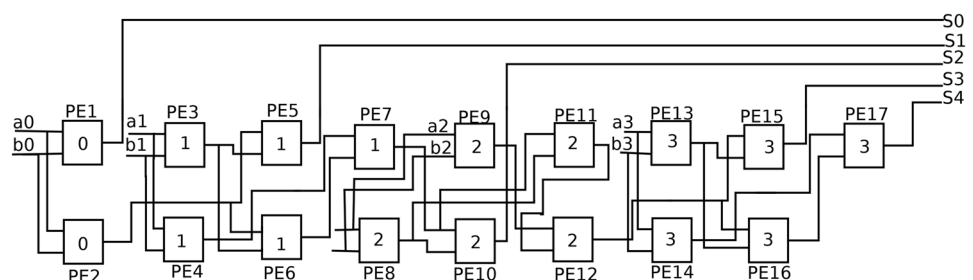 S0
S1
S2
S3
S4
PE1 PE3 PE5 PE7 PE9 PE11 PE13 PE15 PE17
a0 a1 a2 a3
b0 b1 b2 b3
0 1 1 1 2 2 3 3 3
0 1 1 2 2 2 3 3
PE2 PE4 PE6 PE8 PE10 PE12 PE14 PE16